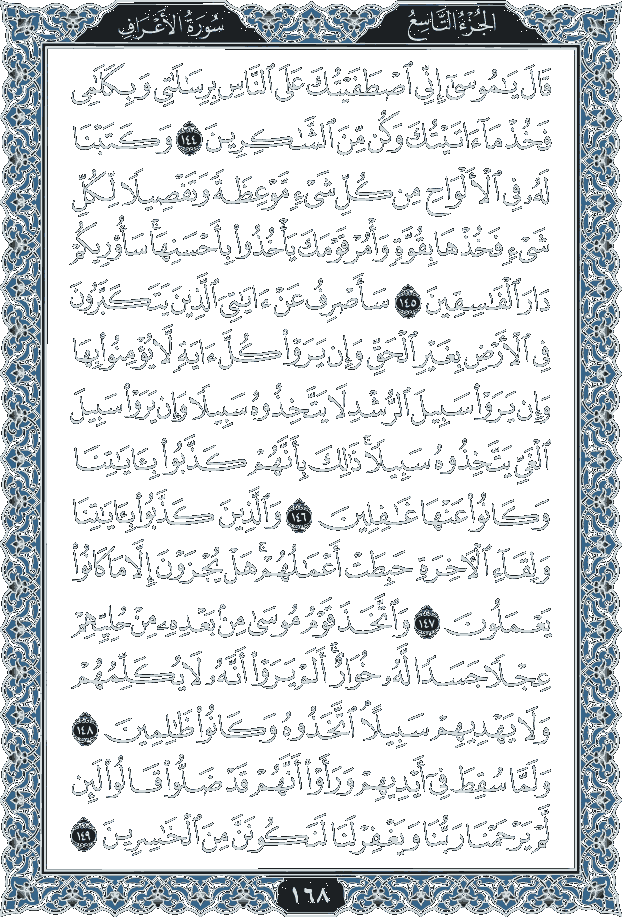 الجزء التاسع
سورة الأعراف
قَالَ يَٰمُوسَىٰٓ إِنِّي ٱصۡطَفَيۡتُكَ عَلَى ٱلنَّاسِ بِرِسَٰلَٰتِي وَبِكَلَٰمِي
فَخُذۡ مَآ ءَاتَيۡتُكَ وَكُن مِّنَ ٱلشَّٰكِرِينَ ١٤٤ وَكَتَبۡنَا
لَهُۥ فِي ٱلۡأَلۡوَاحِ مِن كُلِّ شَيۡءٖ مَّوۡعِظَةٗ وَتَفۡصِيلٗا لِّكُلِّ
شَيۡءٖ فَخُذۡهَا بِقُوَّةٖ وَأۡمُرۡ قَوۡمَكَ يَأۡخُذُواْ بِأَحۡسَنِهَاۚ سَأُوْرِيكُمۡ
دَارَ ٱلۡفَٰسِقِينَ ١٤٥ سَأَصۡرِفُ عَنۡ ءَايَٰتِيَ ٱلَّذِينَ يَتَكَبَّرُونَ
فِي ٱلۡأَرۡضِ بِغَيۡرِ ٱلۡحَقِّ وَإِن يَرَوۡاْ كُلَّ ءَايَةٖ لَّا يُؤۡمِنُواْ بِهَا
وَإِن يَرَوۡاْ سَبِيلَ ٱلرُّشۡدِ لَا يَتَّخِذُوهُ سَبِيلٗا وَإِن يَرَوۡاْ سَبِيلَ
ٱلۡغَيِّ يَتَّخِذُوهُ سَبِيلٗاۚ ذَٰلِكَ بِأَنَّهُمۡ كَذَّبُواْ بِـَٔايَٰتِنَا
وَكَانُواْ عَنۡهَا غَٰفِلِينَ ١٤٦ وَٱلَّذِينَ كَذَّبُواْ بِـَٔايَٰتِنَا
وَلِقَآءِ ٱلۡأٓخِرَةِ حَبِطَتۡ أَعۡمَٰلُهُمۡۚ هَلۡ يُجۡزَوۡنَ إِلَّا مَا كَانُواْ
يَعۡمَلُونَ ١٤٧ وَٱتَّخَذَ قَوۡمُ مُوسَىٰ مِنۢ بَعۡدِهِۦ مِنۡ حُلِيِّهِمۡ
عِجۡلٗا جَسَدٗا لَّهُۥ خُوَارٌۚ أَلَمۡ يَرَوۡاْ أَنَّهُۥ لَا يُكَلِّمُهُمۡ
وَلَا يَهۡدِيهِمۡ سَبِيلًاۘ ٱتَّخَذُوهُ وَكَانُواْ ظَٰلِمِينَ ١٤٨
وَلَمَّا سُقِطَ فِيٓ أَيۡدِيهِمۡ وَرَأَوۡاْ أَنَّهُمۡ قَدۡ ضَلُّواْ قَالُواْ لَئِن
لَّمۡ يَرۡحَمۡنَا رَبُّنَا وَيَغۡفِرۡ لَنَا لَنَكُونَنَّ مِنَ ٱلۡخَٰسِرِينَ ١٤٩
١٦٨